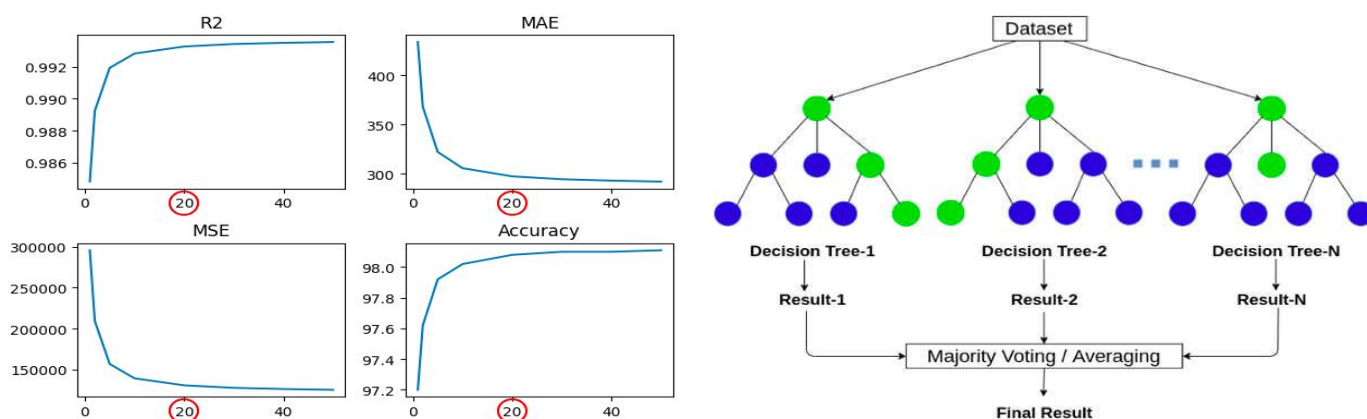 R2
0.992
0.990
0.988
0.986
0 20 40
MAE
400
350
300
0 20 40
MSE
300000
250000
200000
150000
0 20 40
Accuracy
98.0
97.8
97.6
97.4
97.2
0 20 40
Dataset
Decision Tree-1 Decision Tree-2 Decision Tree-N
Result-1 Result-2 Result-N
Majority Voting / Averaging
Final Result